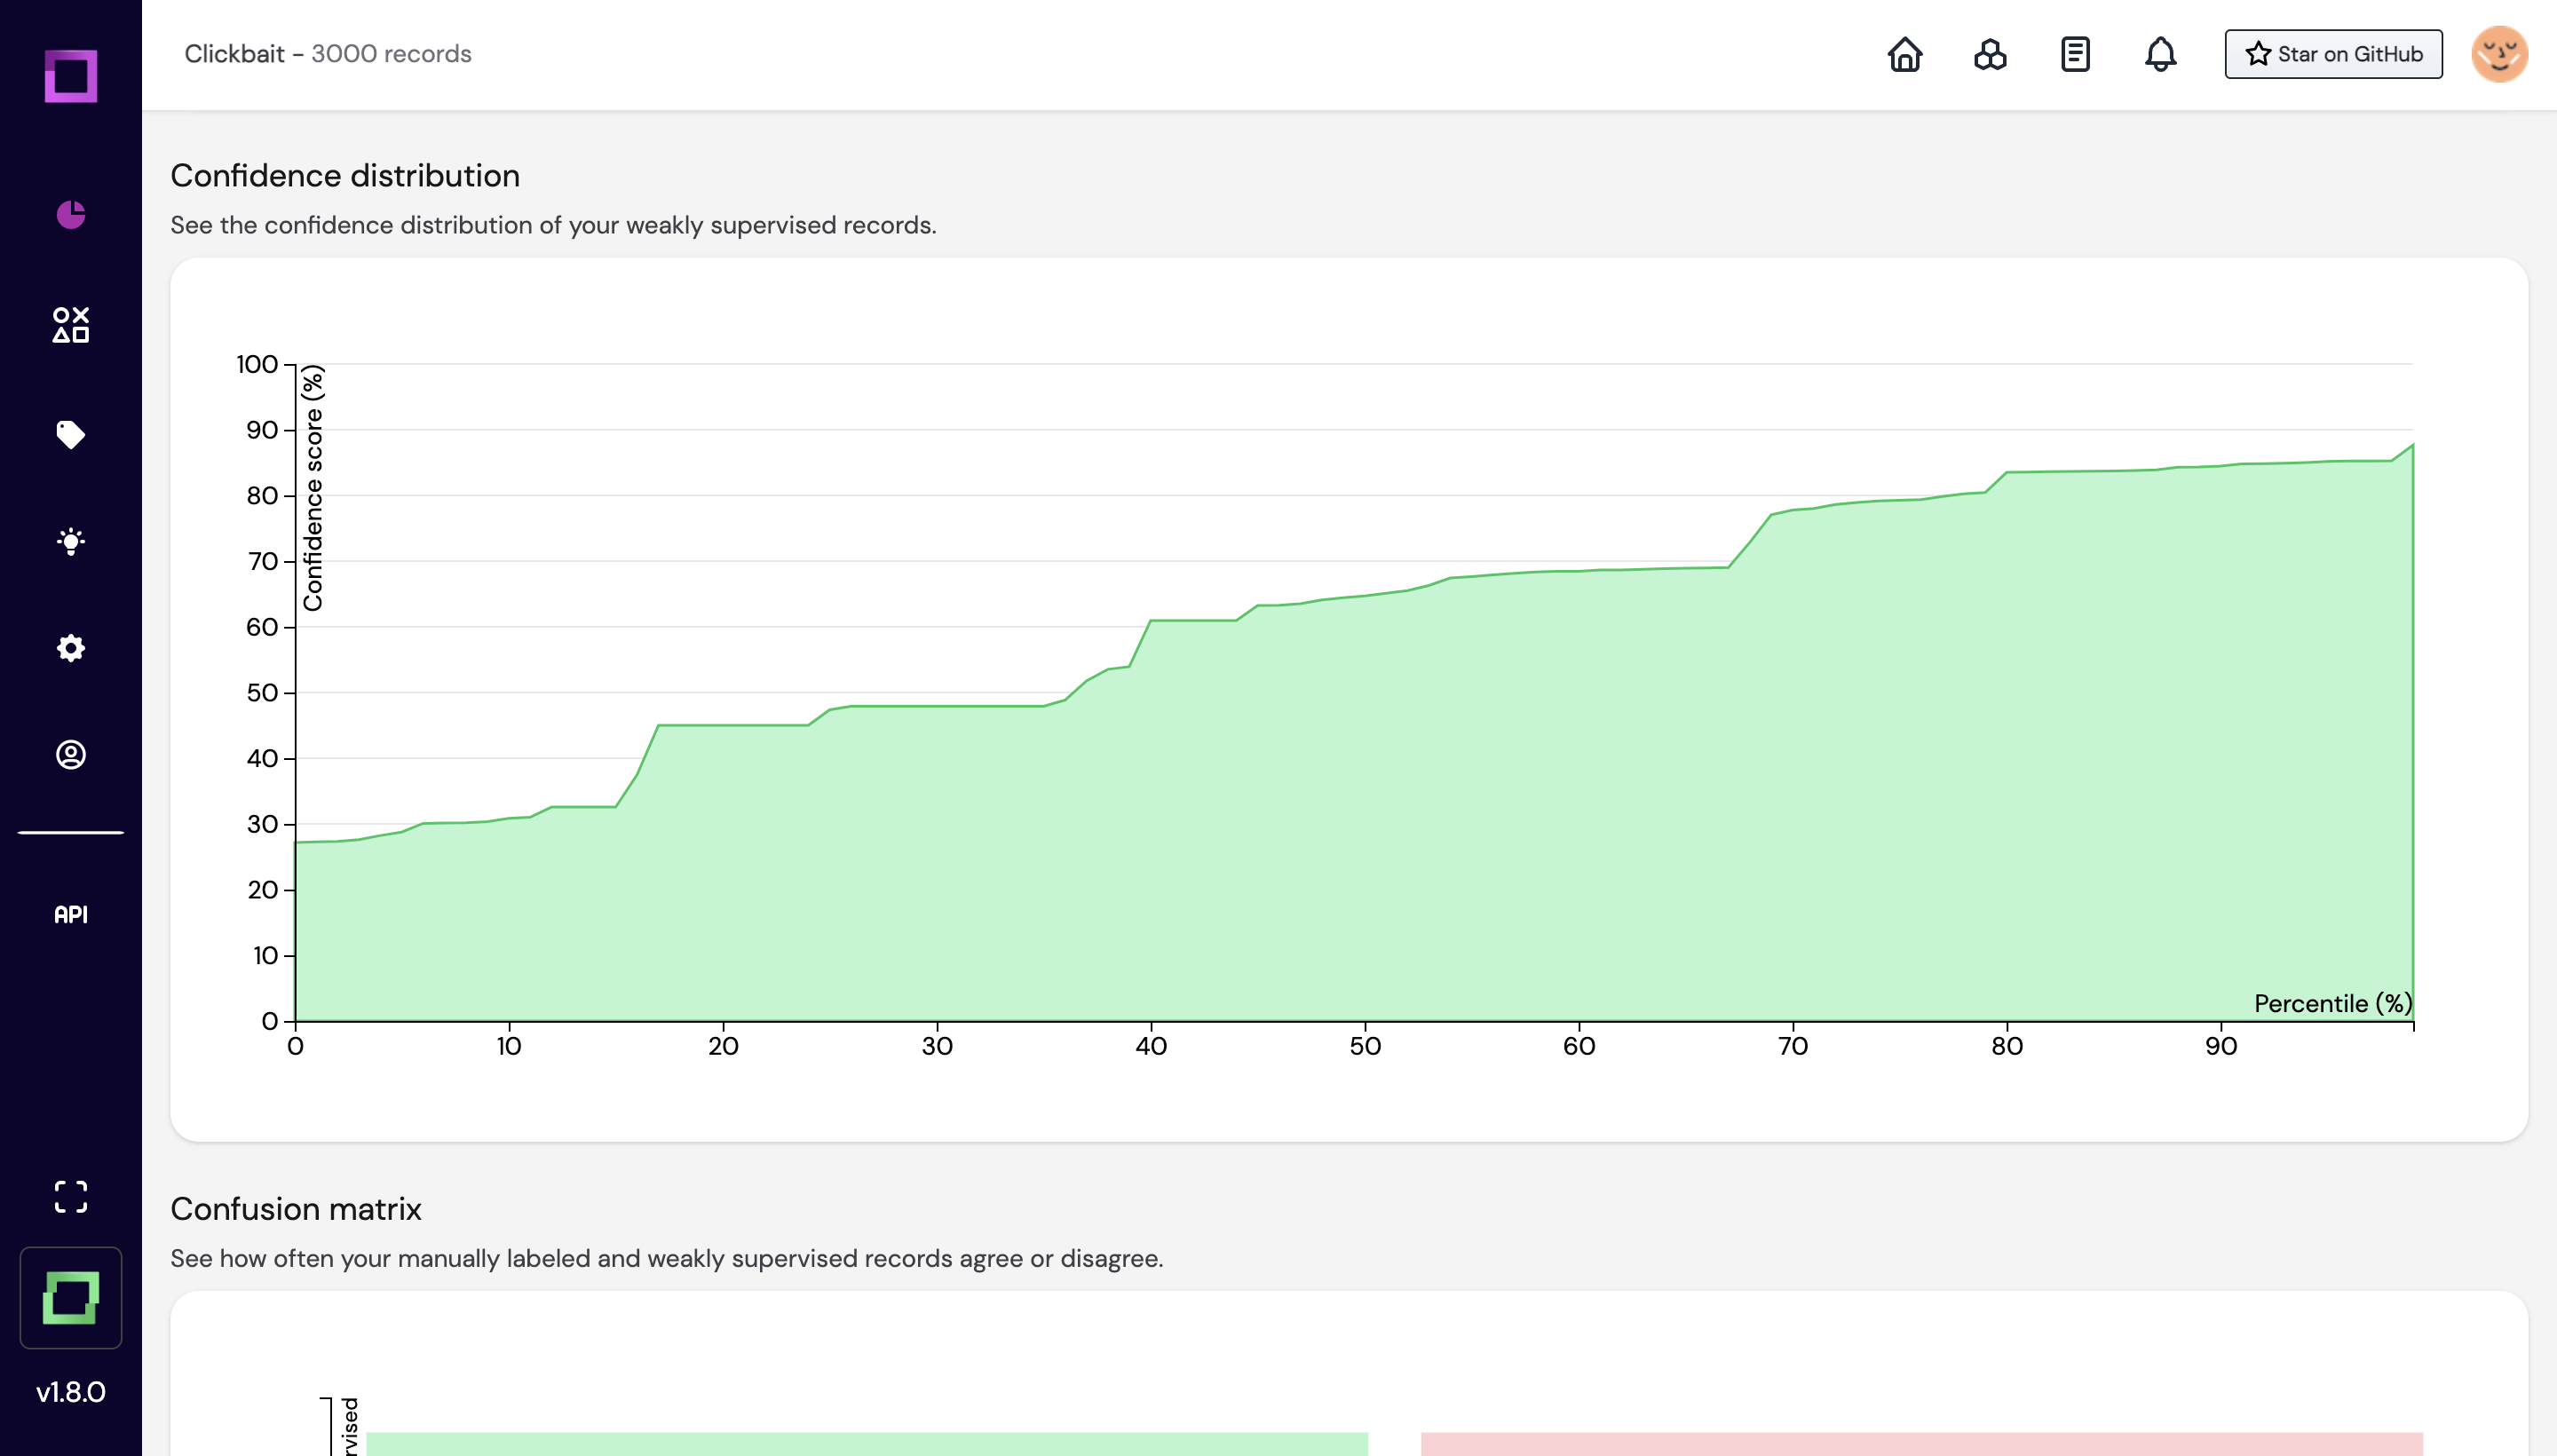 Clickbait - 3000 records
Star on GitHub
Confidence distribution
See the confidence distribution of your weakly supervised records.
Confidence score (%)
100
90
80
70
60
50
40
30
20
10
0
0 10 20 30 40 50 60 70 80 90
Percentile (%)
API
Confusion matrix
See how often your manually labeled and weakly supervised records agree or disagree.
v1.8.0